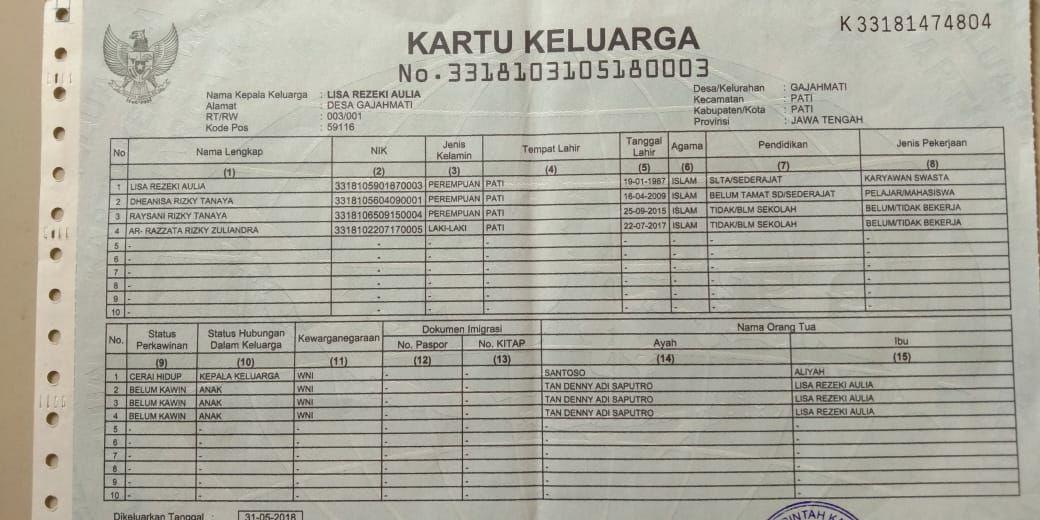 K 33181474804
KARTU KELUARGA
No. 3318103105180003
Nama Kepala Keluarga : LISA REZEKI AULIA
Alamat : DESA GAJAHMATI
RT/RW : 003/001
Kode Pos : 59116
Desa/Kelurahan : GAJAHMATI
Kecamatan : PATI
Kabupaten/Kota : PATI
Provinsi : JAWA TENGAH
No Nama Lengkap NIK Jenis Kelamin Tempat Lahir Tanggal Lahir Agama Pendidikan Jenis Pekerjaan
(1) (2) (3) (4) (5) (6) (7) (8)
1 LISA REZEKI AULIA 3318105901870003 PEREMPUAN PATI 19-01-1987 ISLAM SLTA/SEDERAJAT KARYAWAN SWASTA
2 DHEANISA RIZKY TANAYA 3318105604090001 PEREMPUAN PATI 16-04-2009 ISLAM BELUM TAMAT SD/SEDERAJAT PELAJAR/MAHASISWA
3 RAYSANI RIZKY TANAYA 3318106509150004 PEREMPUAN PATI 25-09-2015 ISLAM TIDAK/BLM SEKOLAH BELUM/TIDAK BEKERJA
4 AR- RAZZATA RIZKY ZULIANDRA 3318102207170005 LAKI-LAKI PATI 22-07-2017 ISLAM TIDAK/BLM SEKOLAH BELUM/TIDAK BEKERJA
5 - - - - - - - -
6 - - - - - - - -
7 - - - - - - - -
8 - - - - - - - -
9 - - - - - - - -
10 - - - - - - - -
No. Status Perkawinan Status Hubungan Dalam Keluarga Kewarganegaraan Dokumen Imigrasi Nama Orang Tua
No. Paspor No. KITAP Ayah Ibu
(9) (10) (11) (12) (13) (14) (15)
1 CERAI HIDUP KEPALA KELUARGA WNI - - SANTOSO ALIYAH
2 BELUM KAWIN ANAK WNI - - TAN DENNY ADI SAPUTRO LISA REZEKI AULIA
3 BELUM KAWIN ANAK WNI - - TAN DENNY ADI SAPUTRO LISA REZEKI AULIA
4 BELUM KAWIN ANAK WNI - - TAN DENNY ADI SAPUTRO LISA REZEKI AULIA
5 - - - - - - -
6 - - - - - - -
7 - - - - - - -
8 - - - - - - -
9 - - - - - - -
10 - - - - - - -
Dikeluarkan Tanggal : 31-05-2018